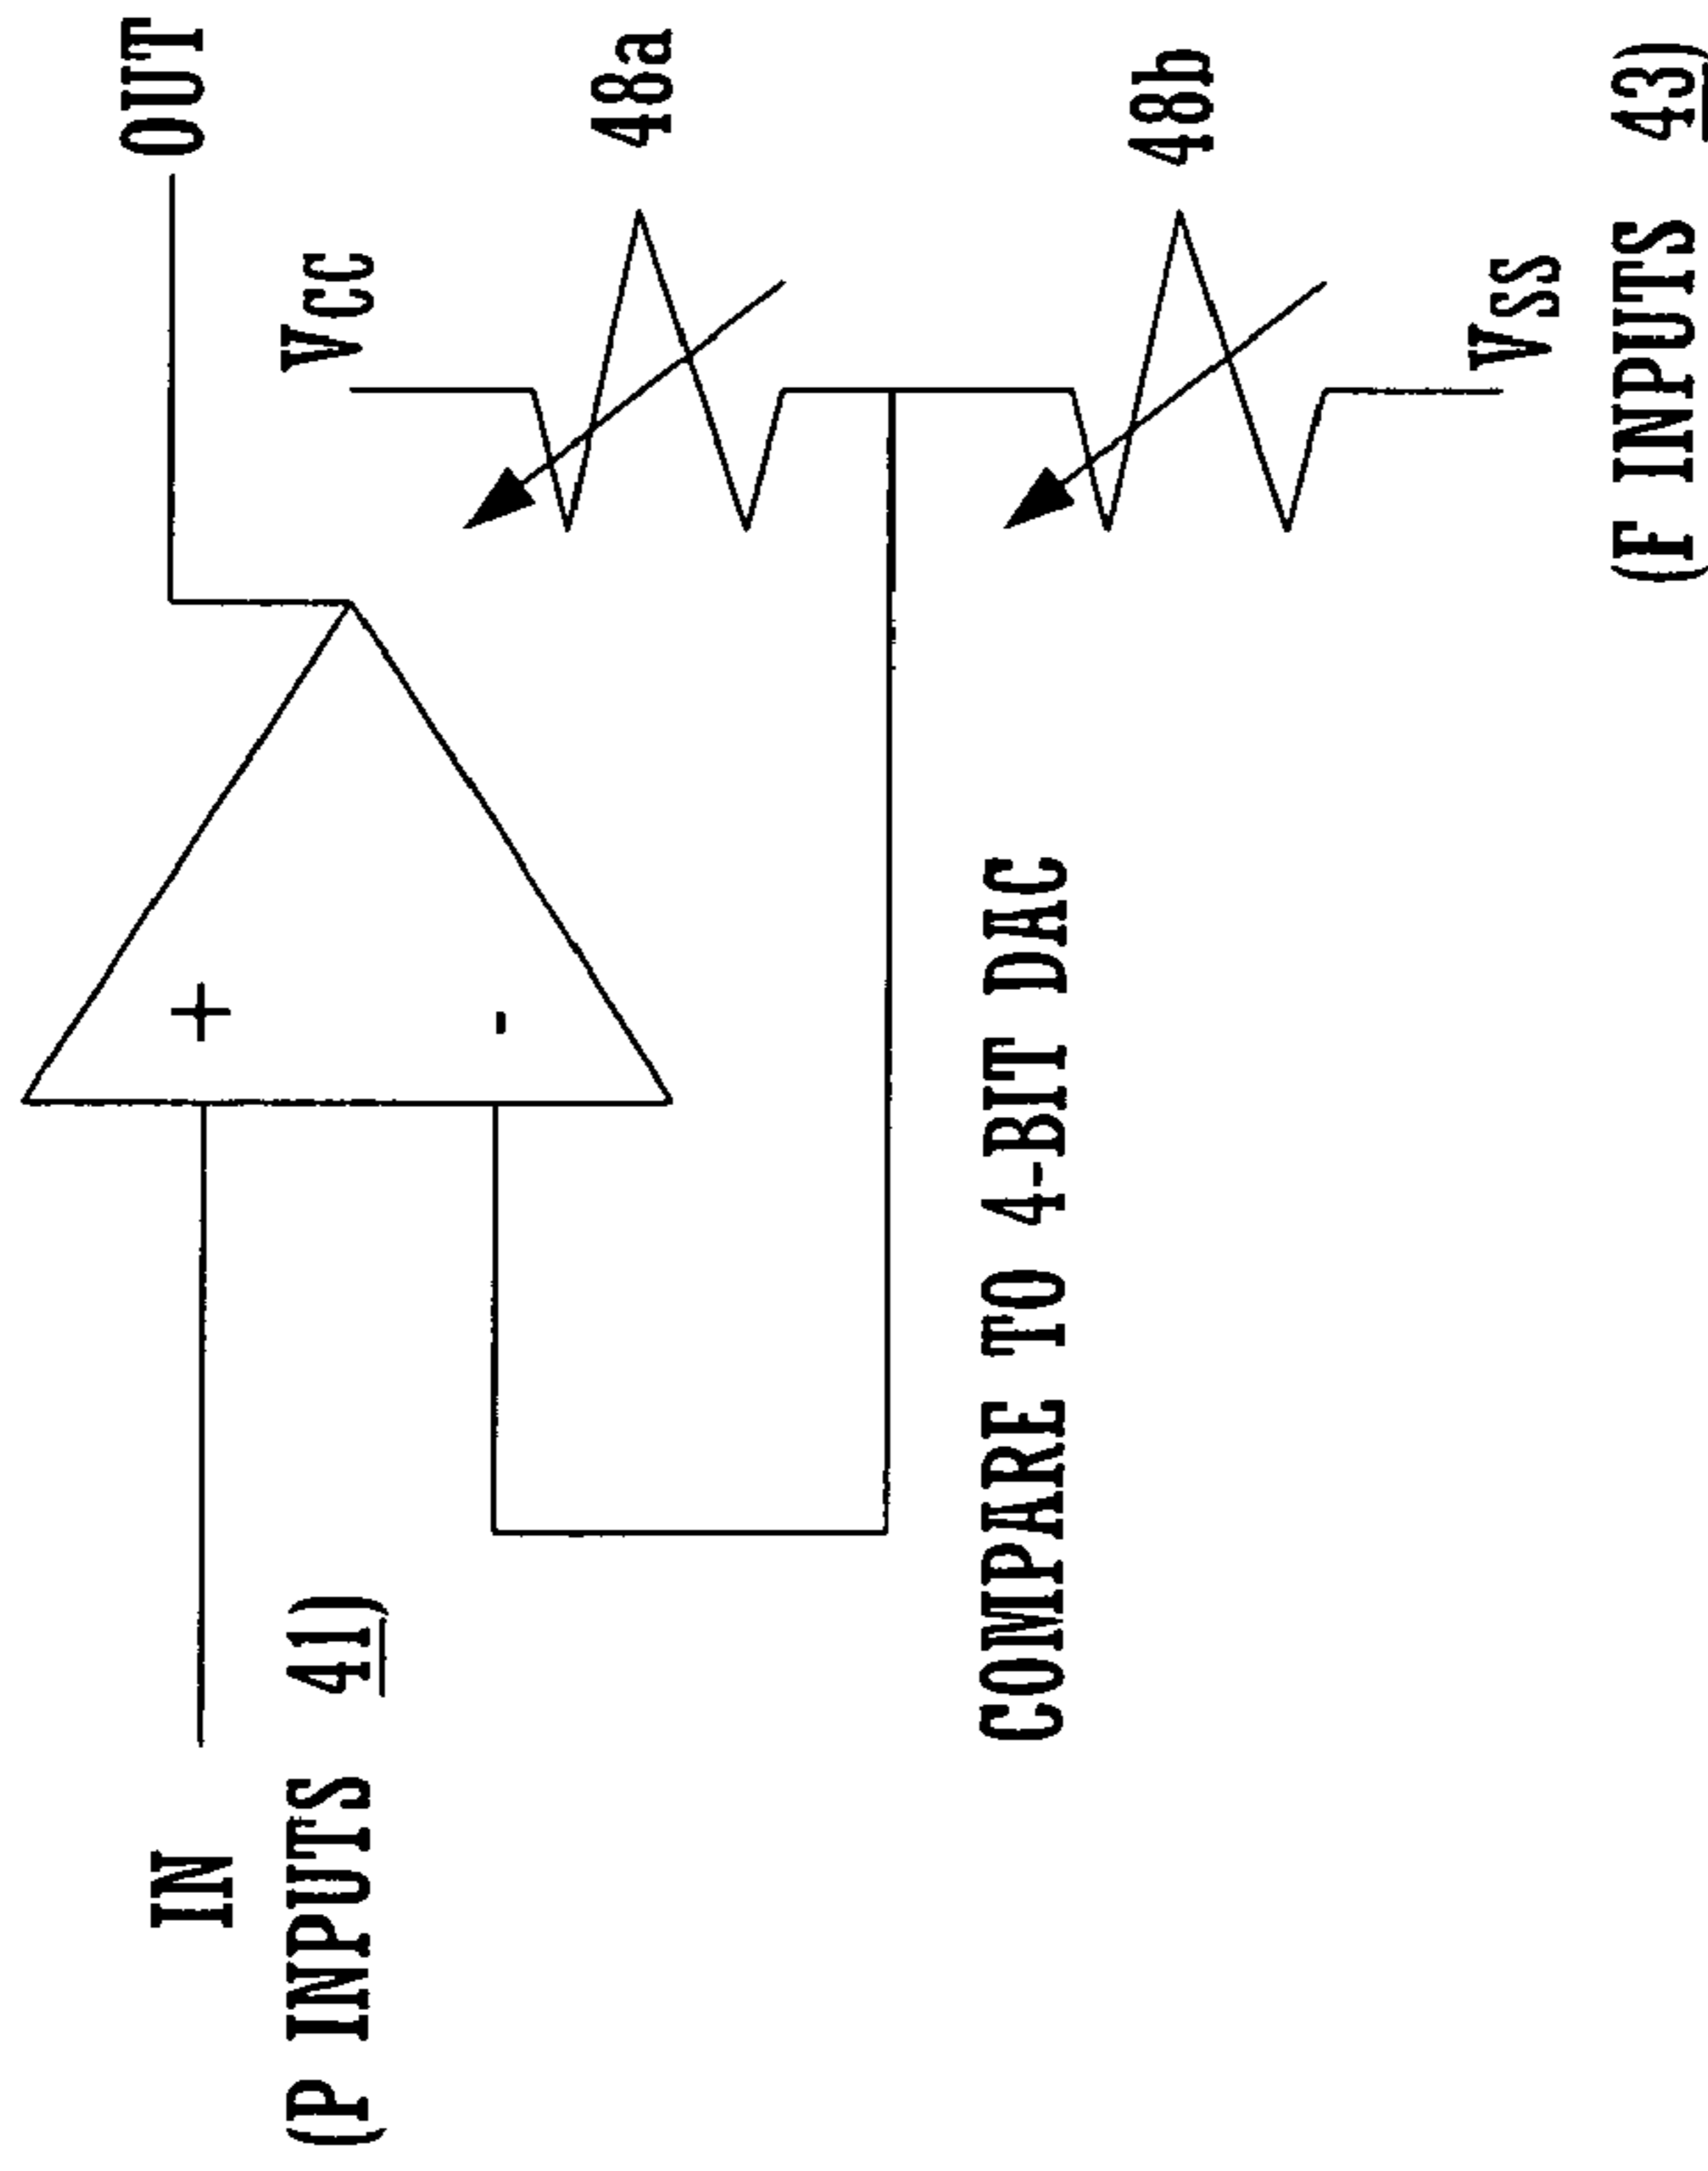 OUT
Vcc
48a
+
-
IN
(P INPUTS 41)
48b
COMPARE TO 4-BIT DAC
Vss
(F INPUTS 43)